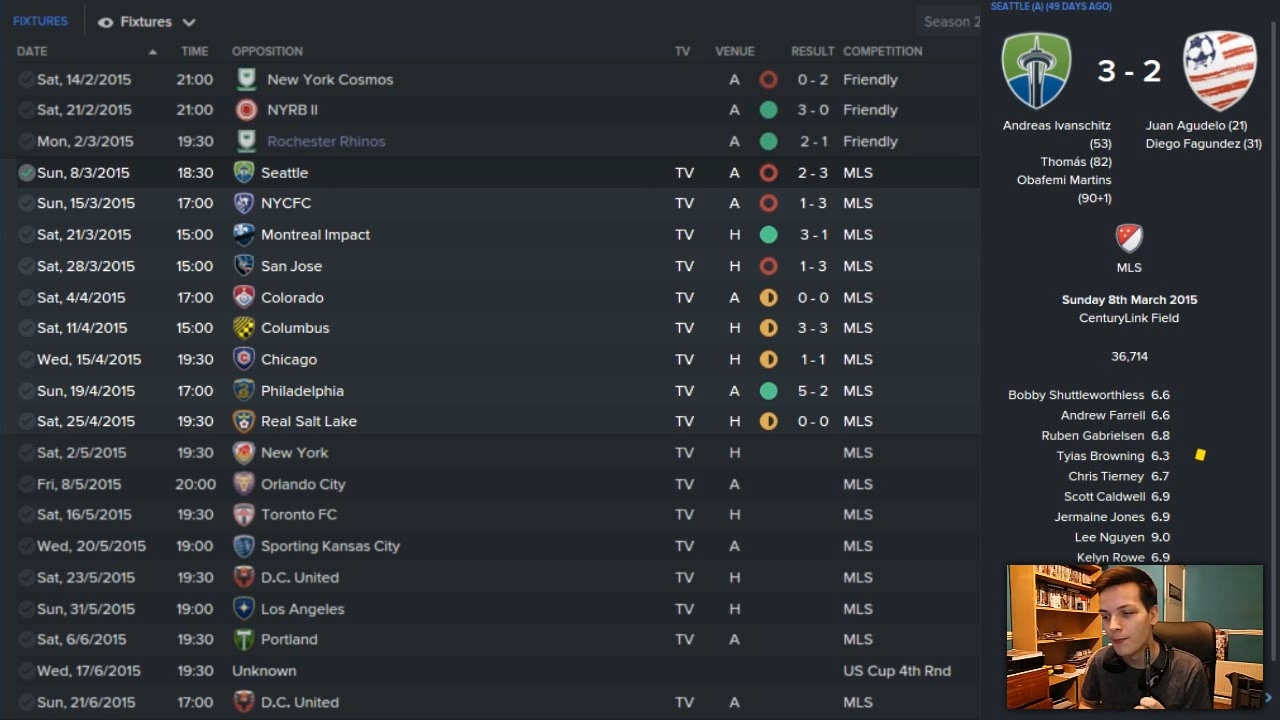 FIXTURES Fixtures Season 2
DATE TIME OPPOSITION TV VENUE RESULT COMPETITION
Sat, 14/2/2015 21:00 New York Cosmos A 0 - 2 Friendly
Sat, 21/2/2015 21:00 NYRB II A 3 - 0 Friendly
Mon, 2/3/2015 19:30 Rochester Rhinos A 2 - 1 Friendly
Sun, 8/3/2015 18:30 Seattle TV A 2 - 3 MLS
Sun, 15/3/2015 17:00 NYCFC TV A 1 - 3 MLS
Sat, 21/3/2015 15:00 Montreal Impact TV H 3 - 1 MLS
Sat, 28/3/2015 15:00 San Jose TV H 1 - 3 MLS
Sat, 4/4/2015 17:00 Colorado TV A 0 - 0 MLS
Sat, 11/4/2015 15:00 Columbus TV H 3 - 3 MLS
Wed, 15/4/2015 19:30 Chicago TV H 1 - 1 MLS
Sun, 19/4/2015 17:00 Philadelphia TV A 5 - 2 MLS
Sat, 25/4/2015 19:30 Real Salt Lake TV H 0 - 0 MLS
Sat, 2/5/2015 19:30 New York TV H MLS
Fri, 8/5/2015 20:00 Orlando City TV A MLS
Sat, 16/5/2015 19:30 Toronto FC TV H MLS
Wed, 20/5/2015 19:00 Sporting Kansas City TV A MLS
Sat, 23/5/2015 19:30 D.C. United TV H MLS
Sun, 31/5/2015 19:00 Los Angeles TV H MLS
Sat, 6/6/2015 19:30 Portland TV A MLS
Wed, 17/6/2015 19:30 Unknown US Cup 4th Rnd
Sun, 21/6/2015 17:00 D.C. United TV A MLS
SEATTLE (A) (49 DAYS AGO)
3 - 2
Andreas Ivanschitz Juan Agudelo (21)
(53) Diego Fagundez (31)
Thomás (82)
Obafemi Martins
(90+1)
MLS
Sunday 8th March 2015
CenturyLink Field
36,714
Bobby Shuttleworthless 6.6
Andrew Farrell 6.6
Ruben Gabrielsen 6.8
Tyias Browning 6.3
Chris Tierney 6.7
Scott Caldwell 6.9
Jermaine Jones 6.9
Lee Nguyen 9.0
Kelyn Rowe 6.9